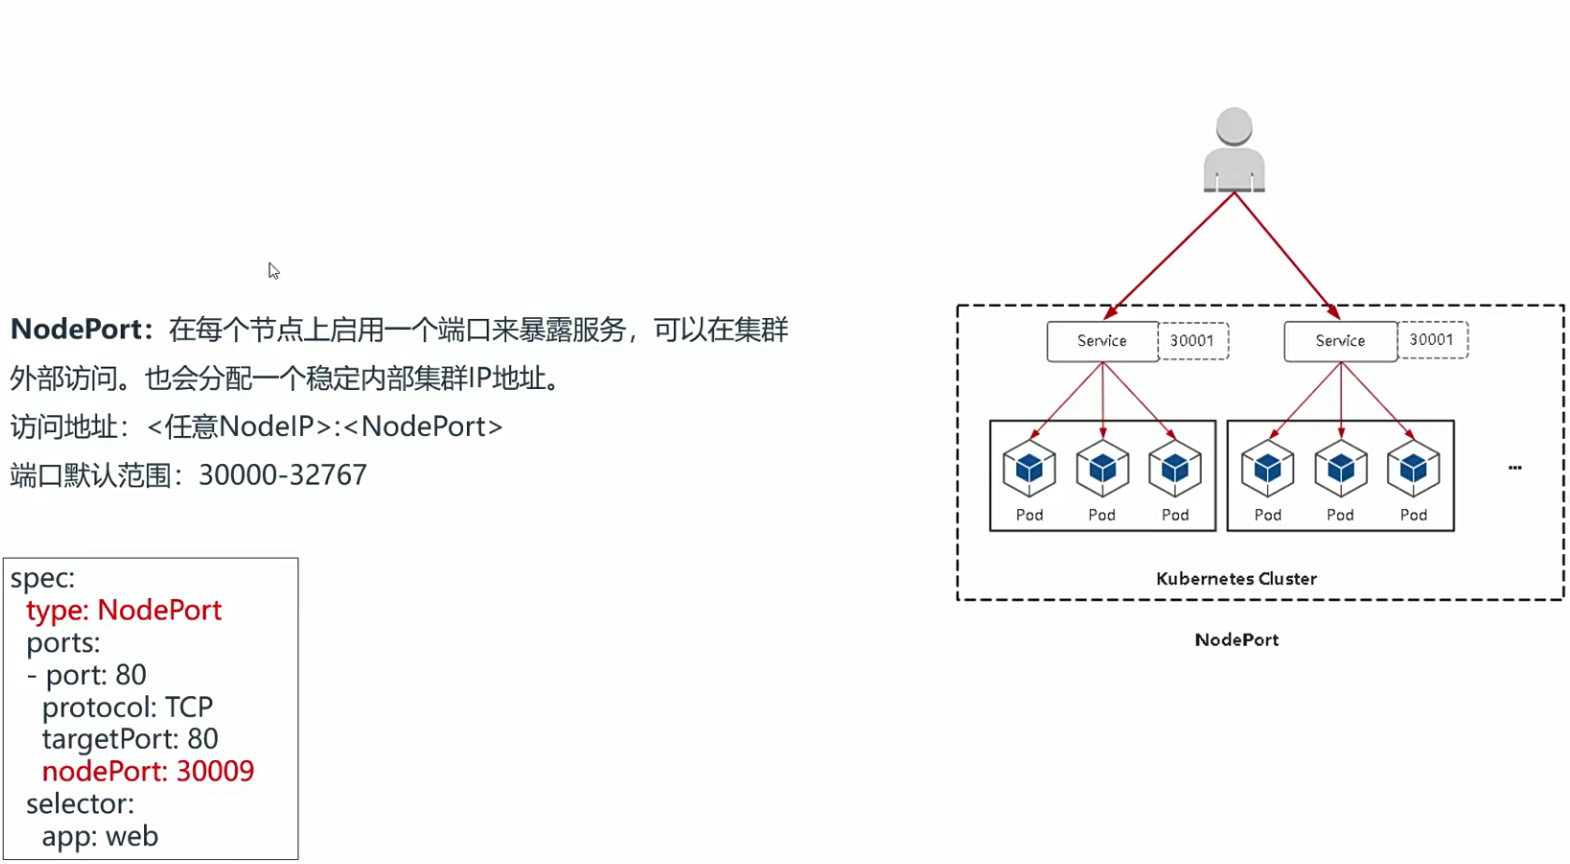 NodePort：在每个节点上启用一个端口来暴露服务，可以在集群
外部访问。也会分配一个稳定内部集群IP地址。
访问地址：<任意NodeIP>:<NodePort>
端口默认范围：30000-32767
spec:
type: NodePort
ports:
- port: 80
protocol: TCP
targetPort: 80
nodePort: 30009
selector:
app: web
Service 30001 Service 30001
Pod Pod Pod Pod Pod Pod
...
Kubernetes Cluster
NodePort